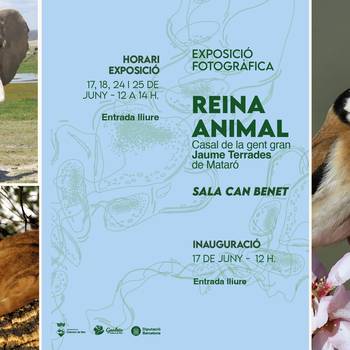 HORARI
EXPOSICIÓ
17, 18, 24 I 25 DE
JUNY - 12 A 14 H.
Entrada lliure
EXPOSICIÓ
FOTOGRÀFICA
REINA
ANIMAL
Casal de la gent gran
Jaume Terrades
de Mataró
SALA CAN BENET
INAUGURACIÓ
17 DE JUNY - 12 H.
Entrada lliure
Diputació
Barcelona